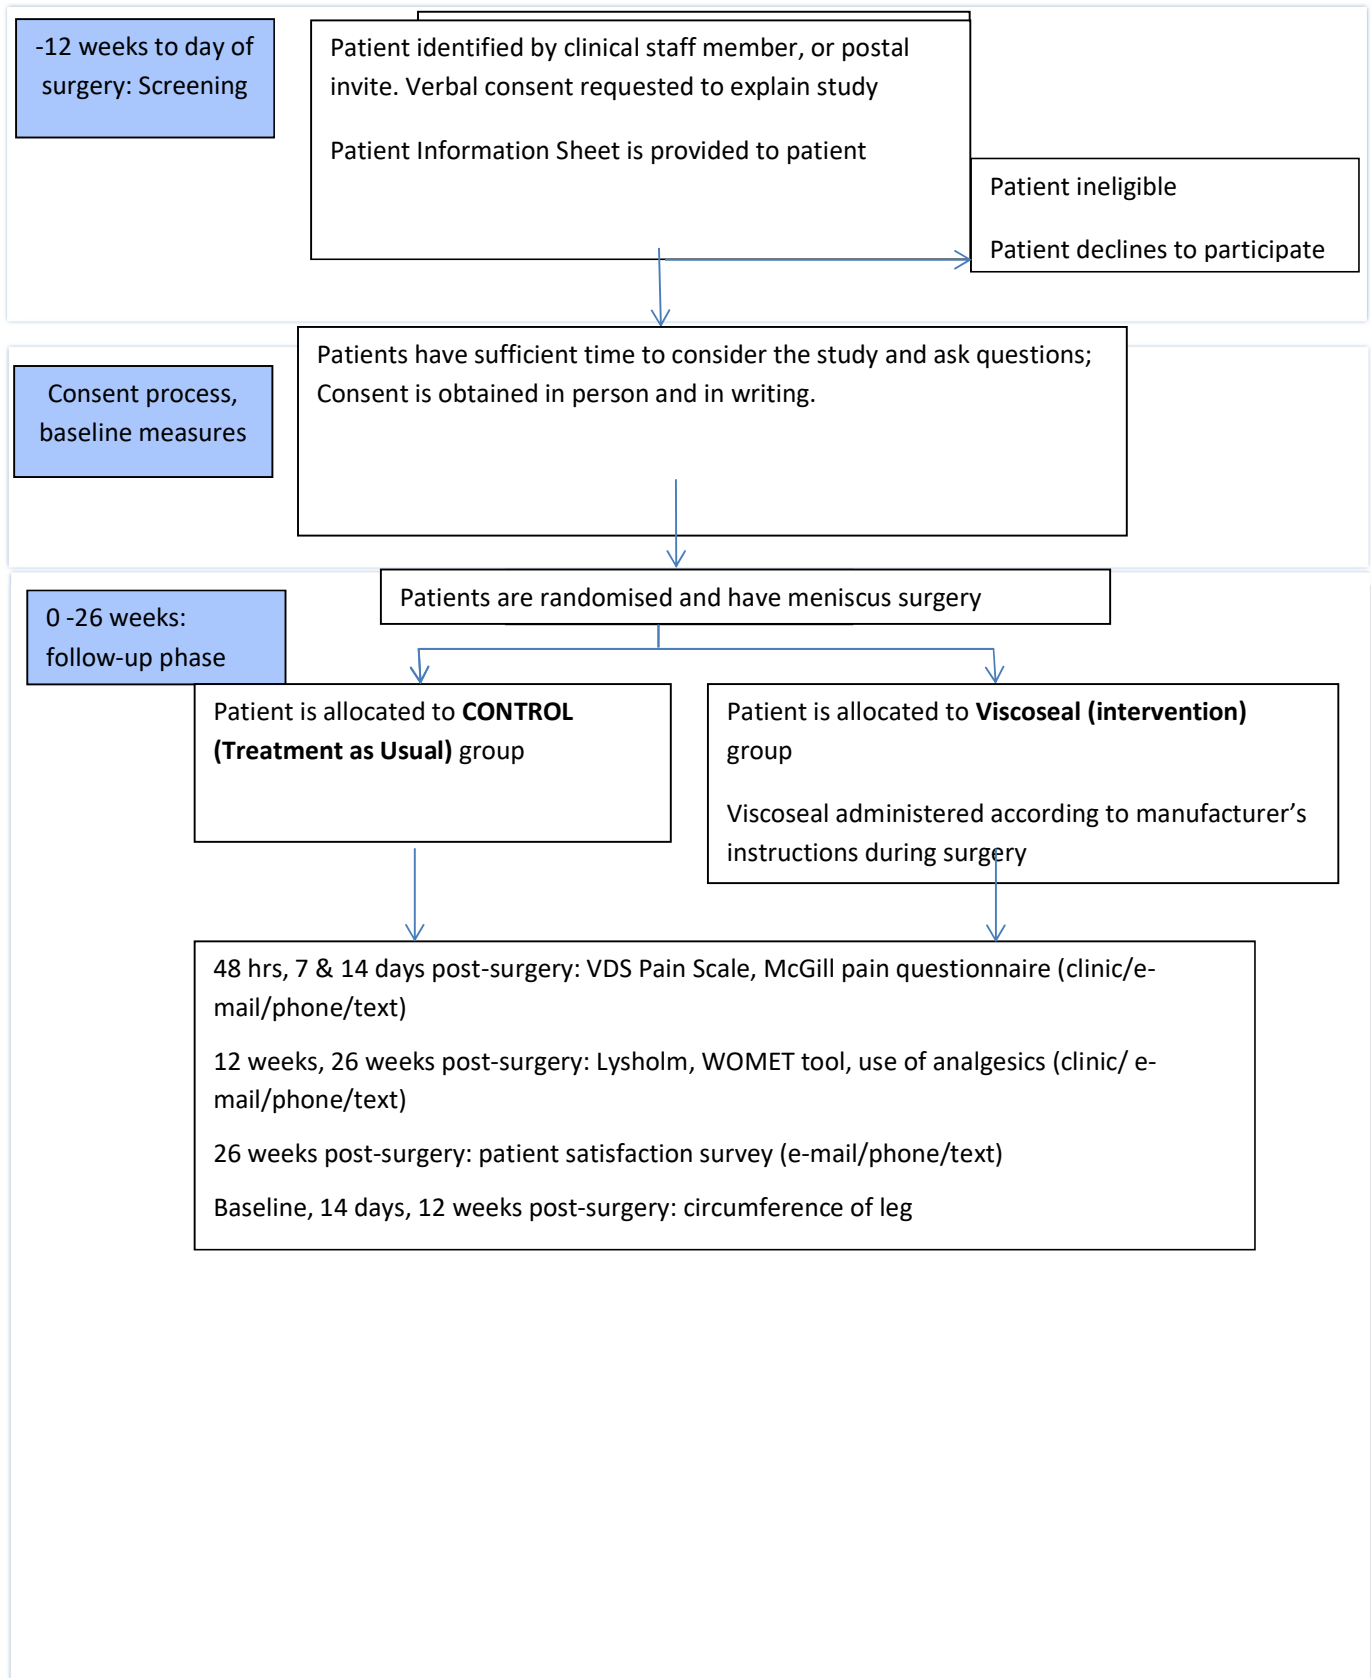 -12 weeks to day of
surgery: Screening
Patient identified by clinical staff member, or postal
invite. Verbal consent requested to explain study
Patient Information Sheet is provided to patient
Patient ineligible
Patient declines to participate
Consent process,
baseline measures
Patients have sufficient time to consider the study and ask questions;
Consent is obtained in person and in writing.
0 -26 weeks:
follow-up phase
Patients are randomised and have meniscus surgery
Patient is allocated to CONTROL
(Treatment as Usual) group
Patient is allocated to Viscoseal (intervention)
group
Viscoseal administered according to manufacturer’s
instructions during surgery
48 hrs, 7 & 14 days post-surgery: VDS Pain Scale, McGill pain questionnaire (clinic/e-
mail/phone/text)
12 weeks, 26 weeks post-surgery: Lysholm, WOMET tool, use of analgesics (clinic/ e-
mail/phone/text)
26 weeks post-surgery: patient satisfaction survey (e-mail/phone/text)
Baseline, 14 days, 12 weeks post-surgery: circumference of leg